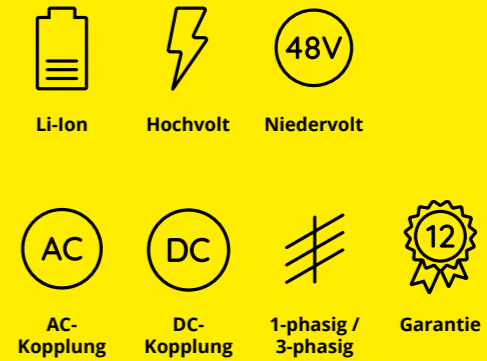 48V
Li-Ion
Hochvolt
Niedervolt
AC
DC
12
AC-
Kopplung
DC-
Kopplung
1-phasig /
3-phasig
Garantie